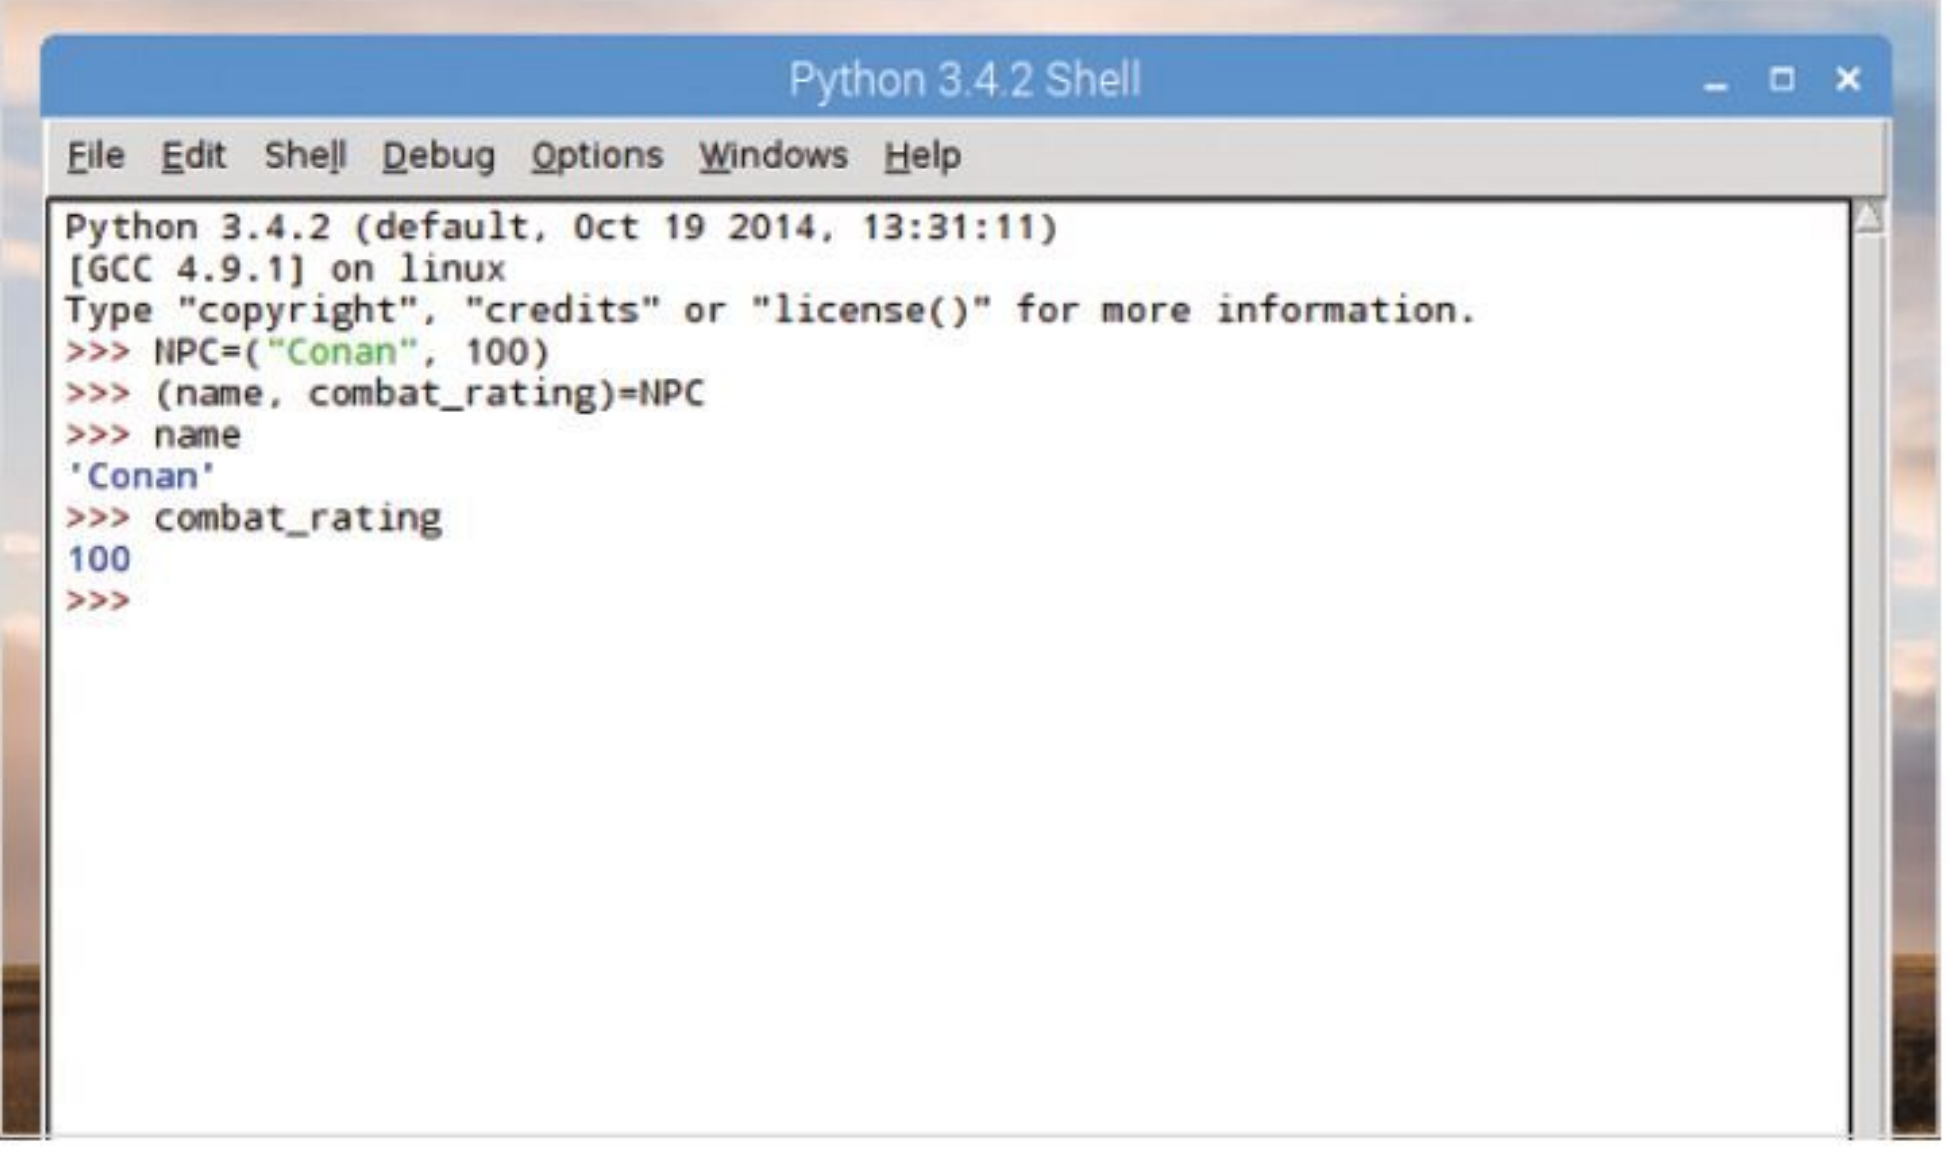 Python 3.4.2 Shell
File Edit Shell Debug Options Windows Help
Python 3.4.2 (default, Oct 19 2014, 13:31:11)
[GCC 4.9.1] on linux
Type "copyright", "credits" or "license()" for more information.
>>> NPC=("Conan", 100)
>>> (name, combat_rating)=NPC
>>> name
'Conan'
>>> combat_rating
100
>>>